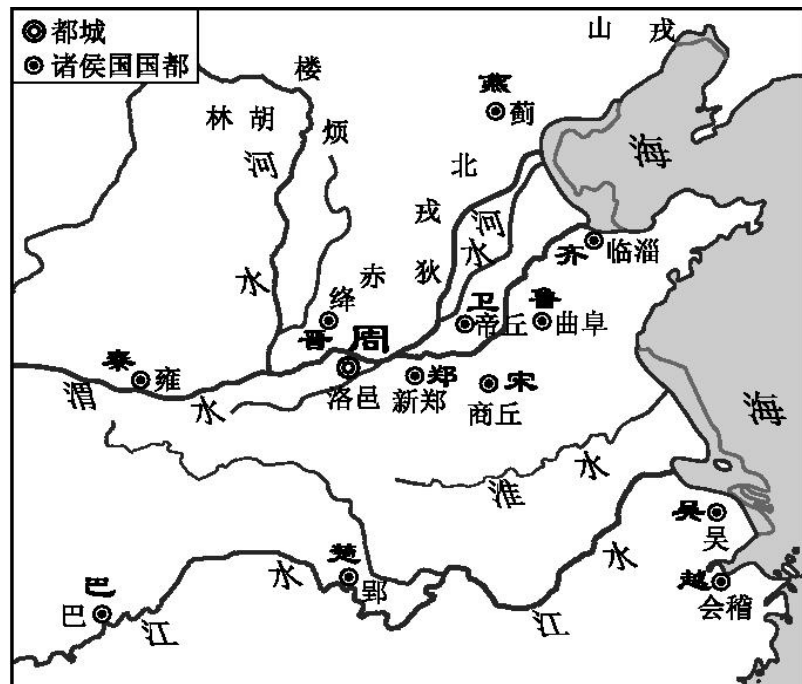 都城
诸侯国国都
山戎
燕
蓟
楼烦
林胡
河水
海
北戎狄
河水
齐
临淄
赤
绛
晋
周
洛邑
卫
帝丘
鲁
曲阜
秦
雍
渭水
郑
新郑
宋
商丘
海
淮水
吴
吴
楚
郢
江水
江水
越
会稽
巴
巴